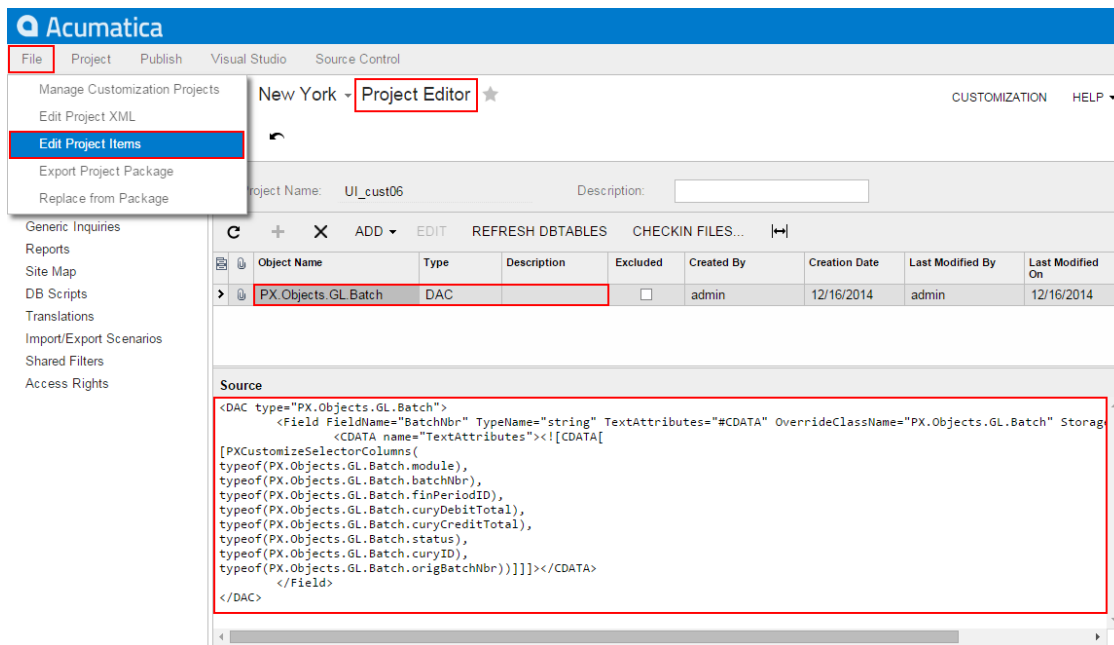 Acumatica
File Project Publish Visual Studio Source Control
Manage Customization Projects
Edit Project XML
Edit Project Items
Export Project Package
Replace from Package
New York Project Editor
CUSTOMIZATION HELP
roject Name: UI_cust06 Description:
Generic Inquiries
Reports
Site Map
DB Scripts
Translations
Import/Export Scenarios
Shared Filters
Access Rights
ADD EDIT REFRESH DBTABLES CHECKIN FILES...
Object Name Type Description Excluded Created By Creation Date Last Modified By Last Modified On
PX.Objects.GL.Batch DAC admin 12/16/2014 admin 12/16/2014
Source
<DAC type="PX.Objects.GL.Batch">
<Field FieldName="BatchNbr" TypeName="string" TextAttributes="#CDATA" OverrideClassName="PX.Objects.GL.Batch" Storag
<CDATA name="TextAttributes"><![CDATA[
[PXCustomizeSelectorColumns(
typeof(PX.Objects.GL.Batch.module),
typeof(PX.Objects.GL.Batch.batchNbr),
typeof(PX.Objects.GL.Batch.finPeriodID),
typeof(PX.Objects.GL.Batch.curyDebitTotal),
typeof(PX.Objects.GL.Batch.curyCreditTotal),
typeof(PX.Objects.GL.Batch.status),
typeof(PX.Objects.GL.Batch.curyID),
typeof(PX.Objects.GL.Batch.origBatchNbr))]]]></CDATA>
</Field>
</DAC>